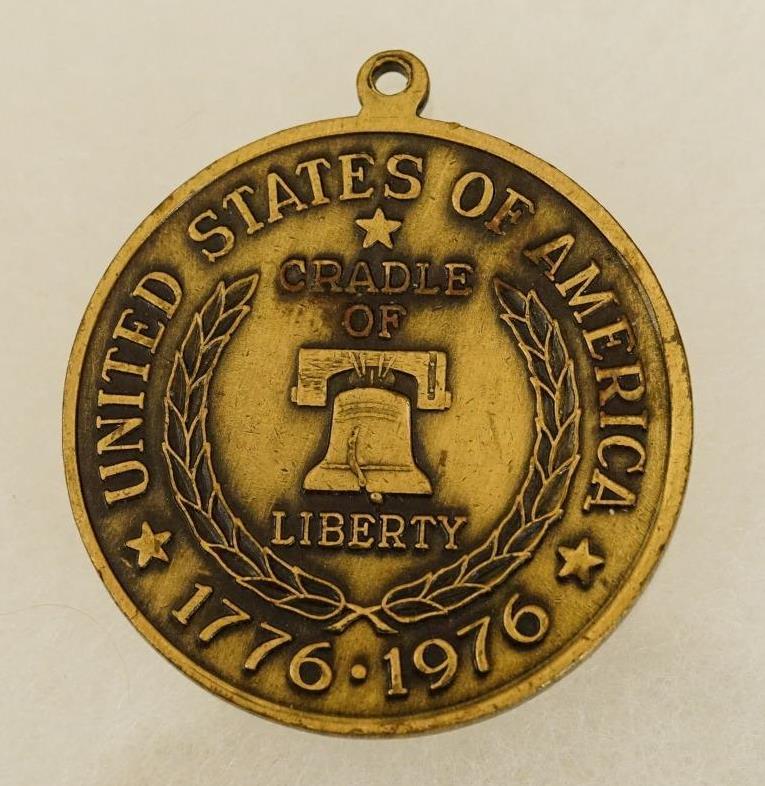 UNITED STATES OF AMERICA
CRADLE
OF
LIBERTY
1776 · 1976